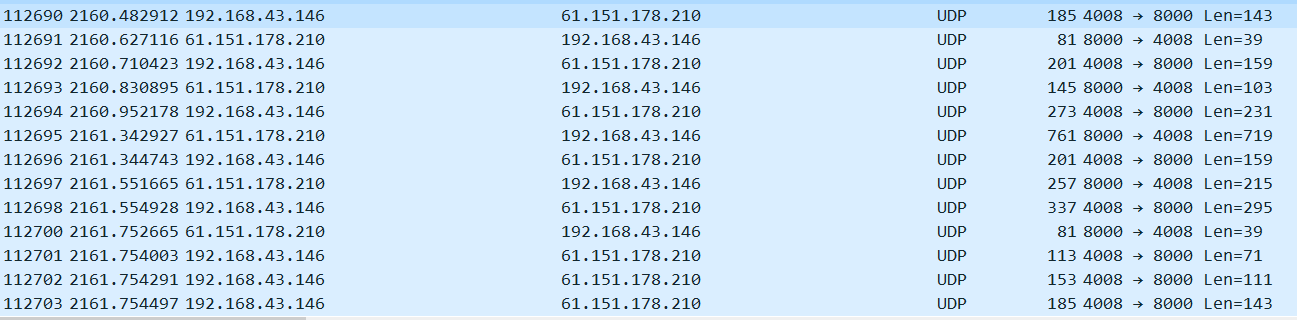 112690 2160.482912 192.168.43.146 61.151.178.210 UDP 185 4008 → 8000 Len=143
112691 2160.627116 61.151.178.210 192.168.43.146 UDP 81 8000 → 4008 Len=39
112692 2160.710423 192.168.43.146 61.151.178.210 UDP 201 4008 → 8000 Len=159
112693 2160.830895 61.151.178.210 192.168.43.146 UDP 145 8000 → 4008 Len=103
112694 2160.952178 192.168.43.146 61.151.178.210 UDP 273 4008 → 8000 Len=231
112695 2161.342927 61.151.178.210 192.168.43.146 UDP 761 8000 → 4008 Len=719
112696 2161.344743 192.168.43.146 61.151.178.210 UDP 201 4008 → 8000 Len=159
112697 2161.551665 61.151.178.210 192.168.43.146 UDP 257 8000 → 4008 Len=215
112698 2161.554928 192.168.43.146 61.151.178.210 UDP 337 4008 → 8000 Len=295
112700 2161.752665 61.151.178.210 192.168.43.146 UDP 81 8000 → 4008 Len=39
112701 2161.754003 192.168.43.146 61.151.178.210 UDP 113 4008 → 8000 Len=71
112702 2161.754291 192.168.43.146 61.151.178.210 UDP 153 4008 → 8000 Len=111
112703 2161.754497 192.168.43.146 61.151.178.210 UDP 185 4008 → 8000 Len=143